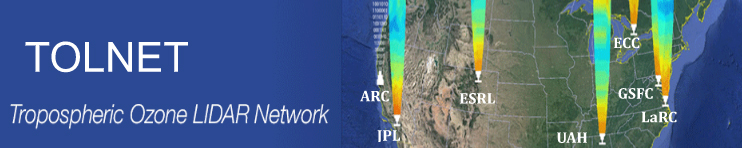 TOLNET
Tropospheric Ozone LIDAR Network
ECC
ARC
ESRL
GSFC
LaRC
JPL
UAH